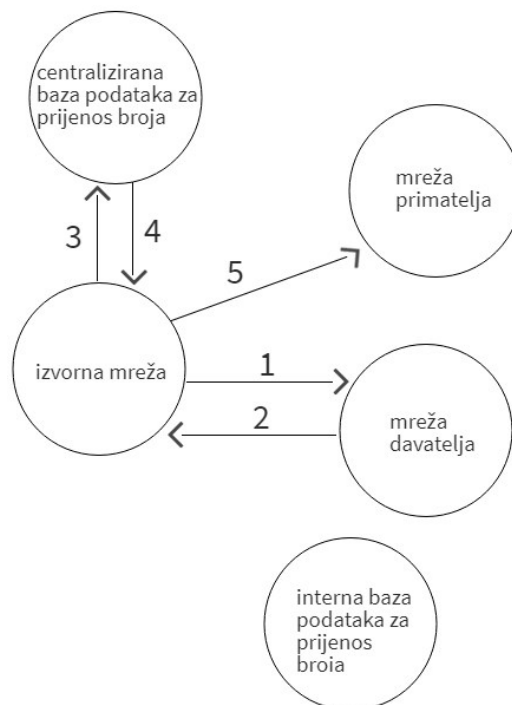 centralizirana
baza podataka za
prijenos broja
mreža
primatelja
3
4
5
izvorna mreža
1
2
mreža
davatelja
interna baza
podataka za
prijenos
broia